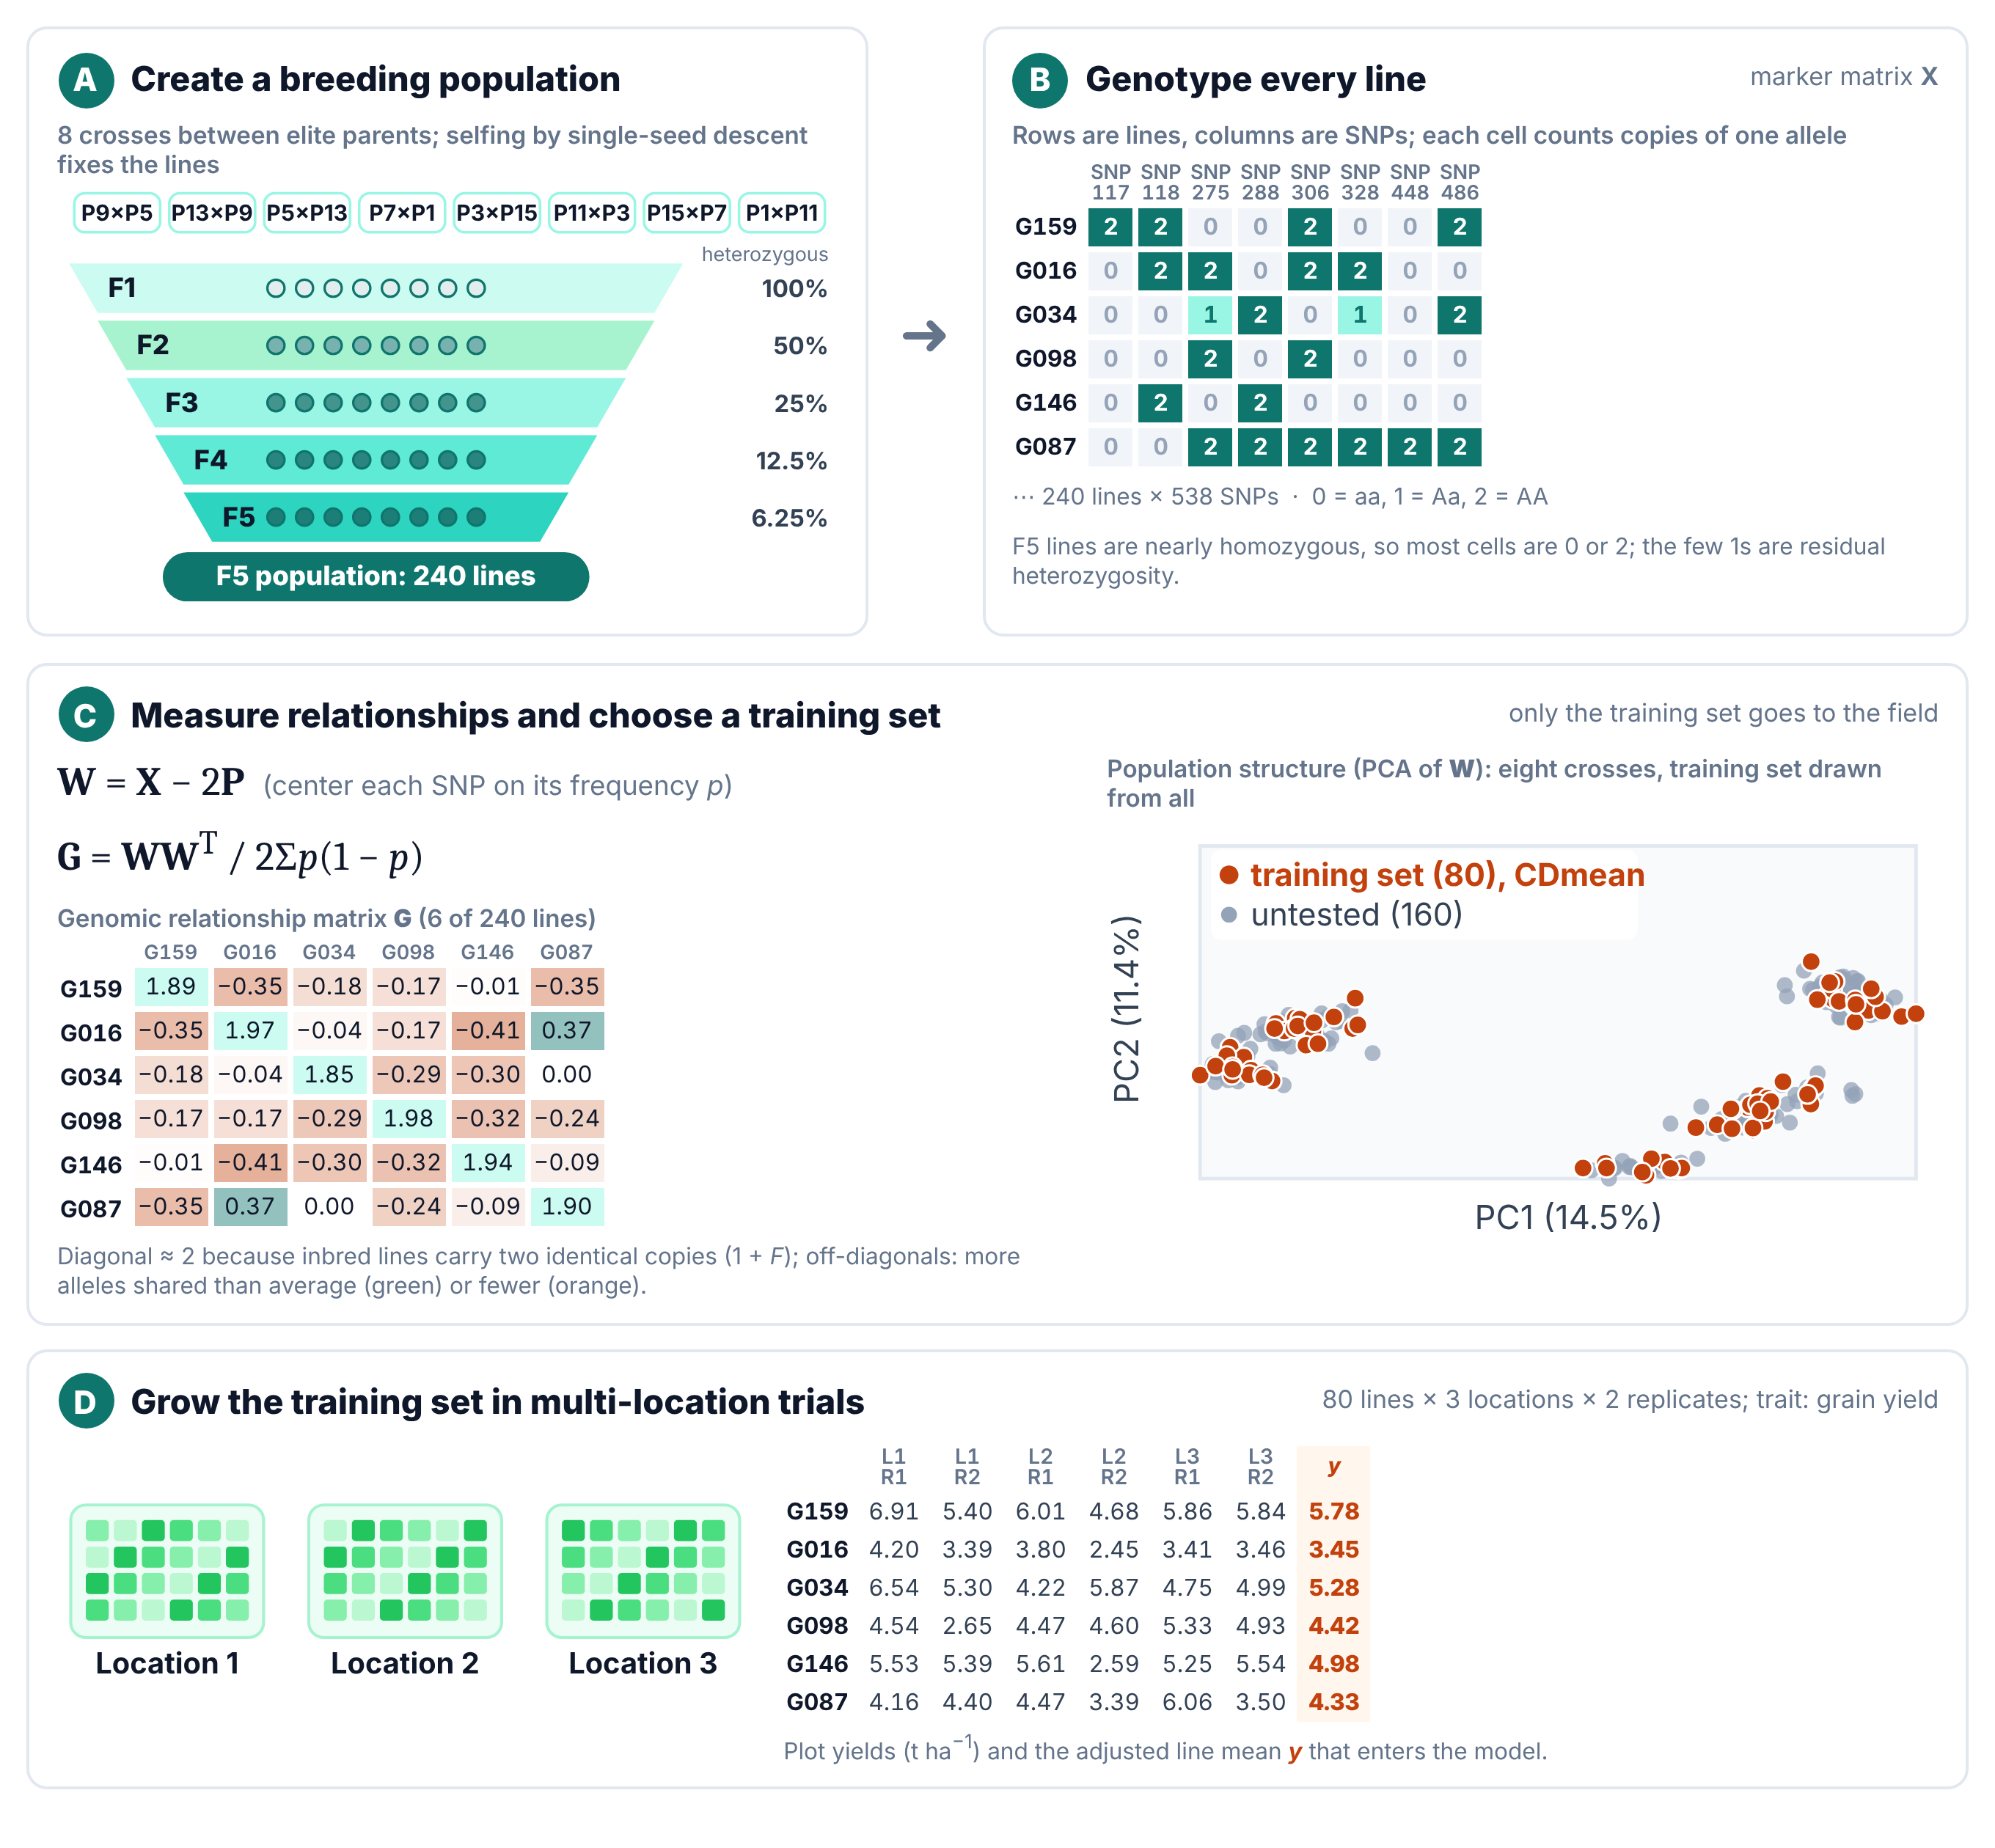 A Create a breeding population
8 crosses between elite parents; selfing by single-seed descent
fixes the lines
P9×P5 P13×P9 P5×P13 P7×P1 P3×P15 P11×P3 P15×P7 P1×P11
heterozygous
F1 100%
F2 50%
F3 25%
F4 12.5%
F5 6.25%
F5 population: 240 lines
B Genotype every line marker matrix X
Rows are lines, columns are SNPs; each cell counts copies of one allele
SNP SNP SNP SNP SNP SNP SNP SNP
117 118 275 288 306 328 448 486
G159 2 2 0 0 2 0 0 2
G016 0 2 2 0 2 2 0 0
G034 0 0 1 2 0 1 0 2
G098 0 0 2 0 2 0 0 0
G146 0 2 0 2 0 0 0 0
G087 0 0 2 2 2 2 2 2
⋯ 240 lines × 538 SNPs · 0 = aa, 1 = Aa, 2 = AA
F5 lines are nearly homozygous, so most cells are 0 or 2; the few 1s are residual
heterozygosity.
C Measure relationships and choose a training set only the training set goes to the field
W = X − 2P (center each SNP on its frequency p)
G = WW^T / 2Σp(1 − p)
Genomic relationship matrix G (6 of 240 lines)
G159 G016 G034 G098 G146 G087
G159 1.89 −0.35 −0.18 −0.17 −0.01 −0.35
G016 −0.35 1.97 −0.04 −0.17 −0.41 0.37
G034 −0.18 −0.04 1.85 −0.29 −0.30 0.00
G098 −0.17 −0.17 −0.29 1.98 −0.32 −0.24
G146 −0.01 −0.41 −0.30 −0.32 1.94 −0.09
G087 −0.35 0.37 0.00 −0.24 −0.09 1.90
Diagonal ≈ 2 because inbred lines carry two identical copies (1 + F); off-diagonals: more
alleles shared than average (green) or fewer (orange).
Population structure (PCA of W): eight crosses, training set drawn
from all
training set (80), CDmean
untested (160)
PC2 (11.4%)
PC1 (14.5%)
D Grow the training set in multi-location trials 80 lines × 3 locations × 2 replicates; trait: grain yield
Location 1 Location 2 Location 3
L1 L1 L2 L2 L3 L3 y
R1 R2 R1 R2 R1 R2
G159 6.91 5.40 6.01 4.68 5.86 5.84 5.78
G016 4.20 3.39 3.80 2.45 3.41 3.46 3.45
G034 6.54 5.30 4.22 5.87 4.75 4.99 5.28
G098 4.54 2.65 4.47 4.60 5.33 4.93 4.42
G146 5.53 5.39 5.61 2.59 5.25 5.54 4.98
G087 4.16 4.40 4.47 3.39 6.06 3.50 4.33
Plot yields (t ha⁻¹) and the adjusted line mean y that enters the model.